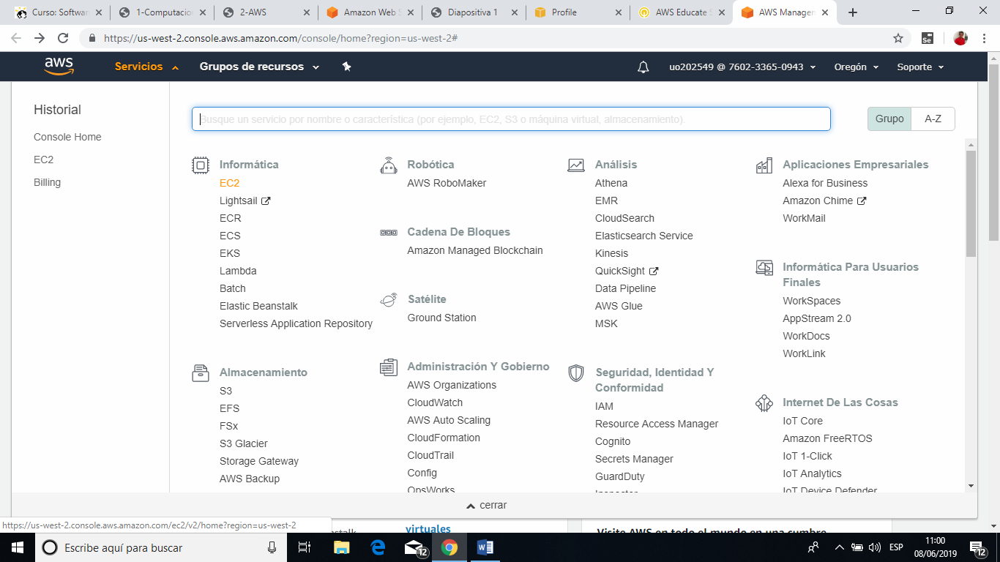 Curso: Softwar
1-Computacio
2-AWS
Amazon Web S
Diapositiva 1
Profile
AWS Educate S
AWS Managem
https://us-west-2.console.aws.amazon.com/console/home?region=us-west-2#
Se
aws
Servicios
Grupos de recursos
uo202549 @ 7602-3365-0943
Oregón
Soporte
Historial
Console Home
EC2
Billing
Busque un servicio por nombre o característica (por ejemplo, EC2, S3 o máquina virtual, almacenamiento).
Grupo
A-Z
Informática
EC2
Lightsail
ECR
ECS
EKS
Lambda
Batch
Elastic Beanstalk
Serverless Application Repository
Almacenamiento
S3
EFS
FSx
S3 Glacier
Storage Gateway
AWS Backup
Robótica
AWS RoboMaker
Cadena De Bloques
Amazon Managed Blockchain
Satélite
Ground Station
Administración Y Gobierno
AWS Organizations
CloudWatch
AWS Auto Scaling
CloudFormation
CloudTrail
Config
OpsWorks
Análisis
Athena
EMR
CloudSearch
Elasticsearch Service
Kinesis
QuickSight
Data Pipeline
AWS Glue
MSK
Seguridad, Identidad Y
Conformidad
IAM
Resource Access Manager
Cognito
Secrets Manager
GuardDuty
Inspector
Aplicaciones Empresariales
Alexa for Business
Amazon Chime
WorkMail
Informática Para Usuarios
Finales
WorkSpaces
AppStream 2.0
WorkDocs
WorkLink
Internet De Las Cosas
IoT Core
Amazon FreeRTOS
IoT 1-Click
IoT Analytics
IoT Device Defender
cerrar
https://us-west-2.console.aws.amazon.com/ec2/v2/home?region=us-west-2
virtuales
Visite AWS en todo el mundo en una cumbre
Escribe aquí para buscar
12
ESP
11:00
08/06/2019
12